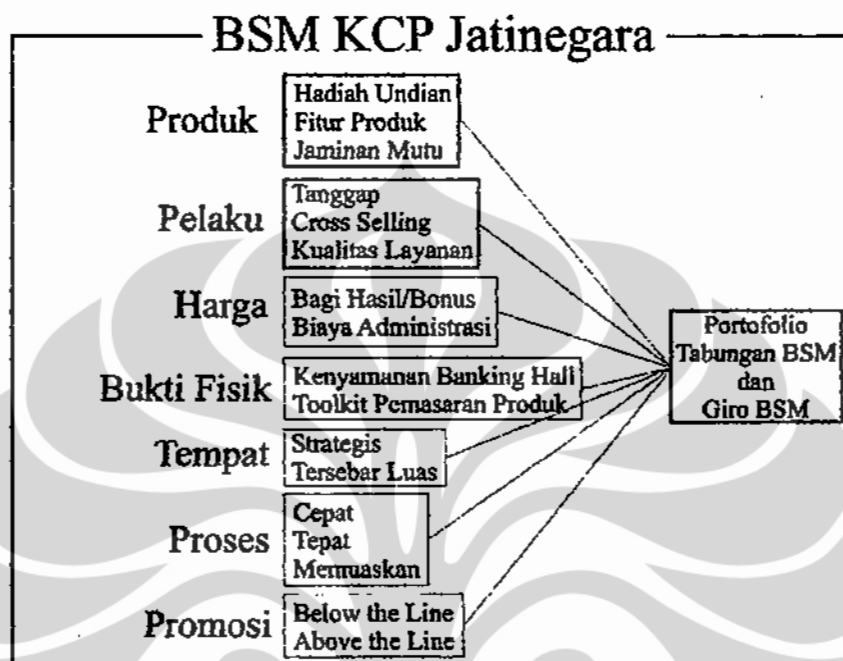 BSM KCP Jatinegara
Produk
Hadiah Undian
Fitur Produk
Jaminan Mutu
Pelaku
Tanggap
Cross Selling
Kualitas Layanan
Harga
Bagi Hasil/Bonus
Biaya Administrasi
Bukti Fisik
Kenyamanan Banking Hall
Toolkit Pemasaran Produk
Tempat
Strategis
Tersebar Luas
Proses
Cepat
Tepat
Memuaskan
Promosi
Below the Line
Above the Line
Portofolio
Tabungan BSM
dan
Giro BSM